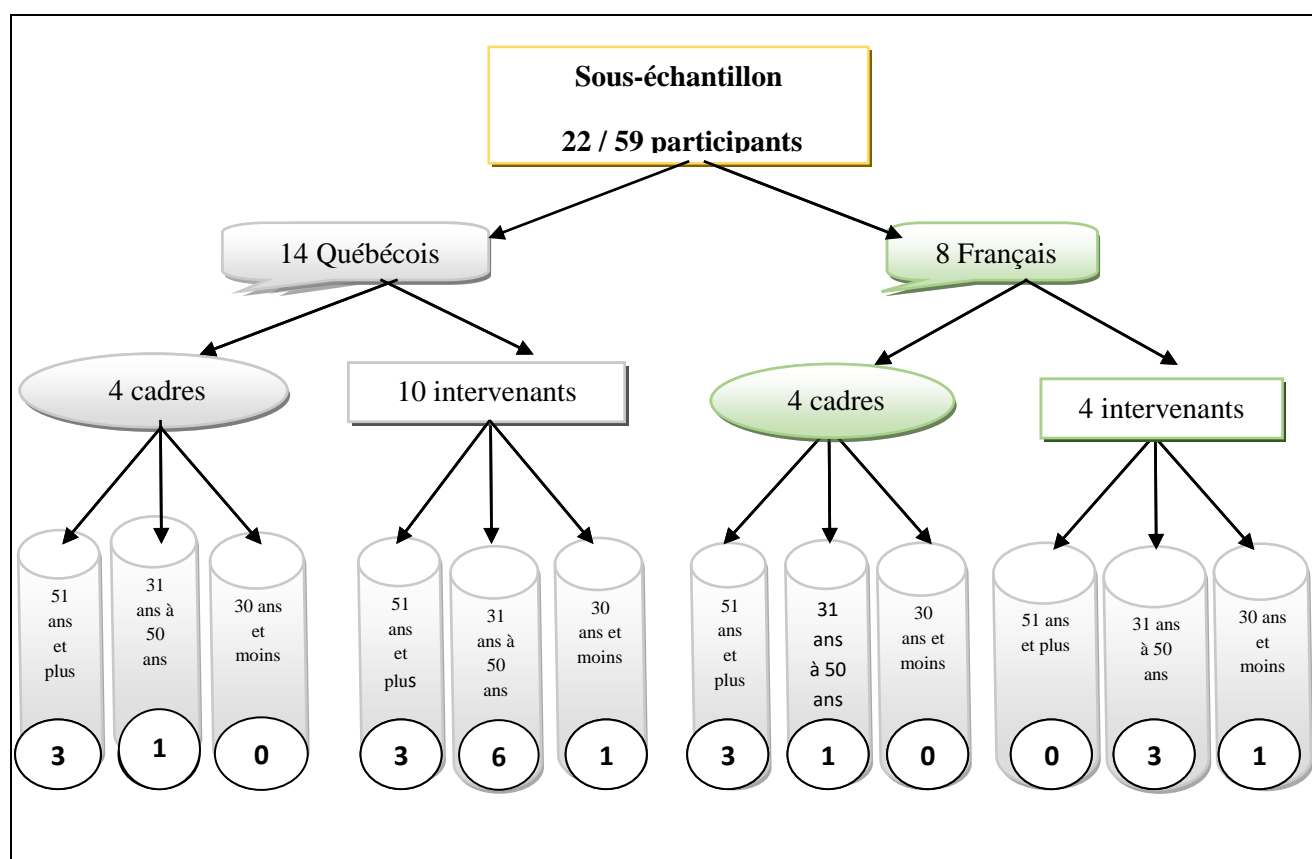 Sous-échantillon
22 / 59 participants
14 Québécois
8 Français
4 cadres
10 intervenants
4 cadres
4 intervenants
51
ans
et
plus
31
ans à
50
ans
30 ans
et
moins
51
ans
et
plus
31
ans à
50
ans
30
ans et
moins
51
ans
et
plus
31
ans
à 50
ans
30
ans et
moins
51 ans
et plus
31 ans
à 50
ans
30 ans
et
moins
3
1
0
3
6
1
3
1
0
0
3
1